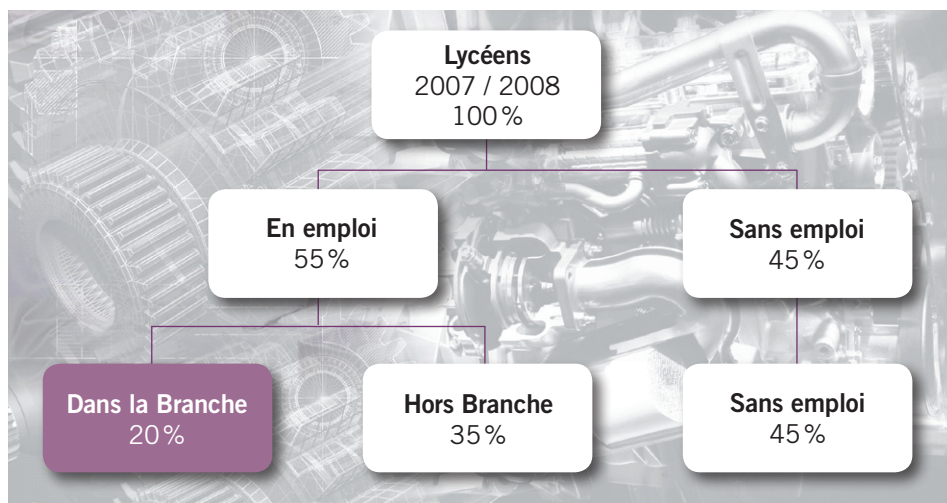 Lycéens
2007 / 2008
100 %
En emploi
55 %
Sans emploi
45 %
Dans la Branche
20 %
Hors Branche
35 %
Sans emploi
45 %